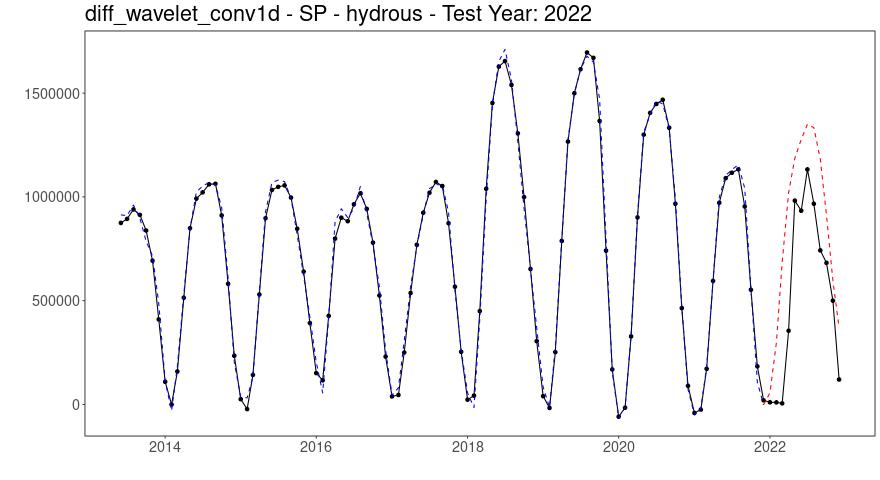 diff_wavelet_conv1d - SP - hydrous - Test Year: 2022
1500000
1000000
500000
0
2014 2016 2018 2020 2022